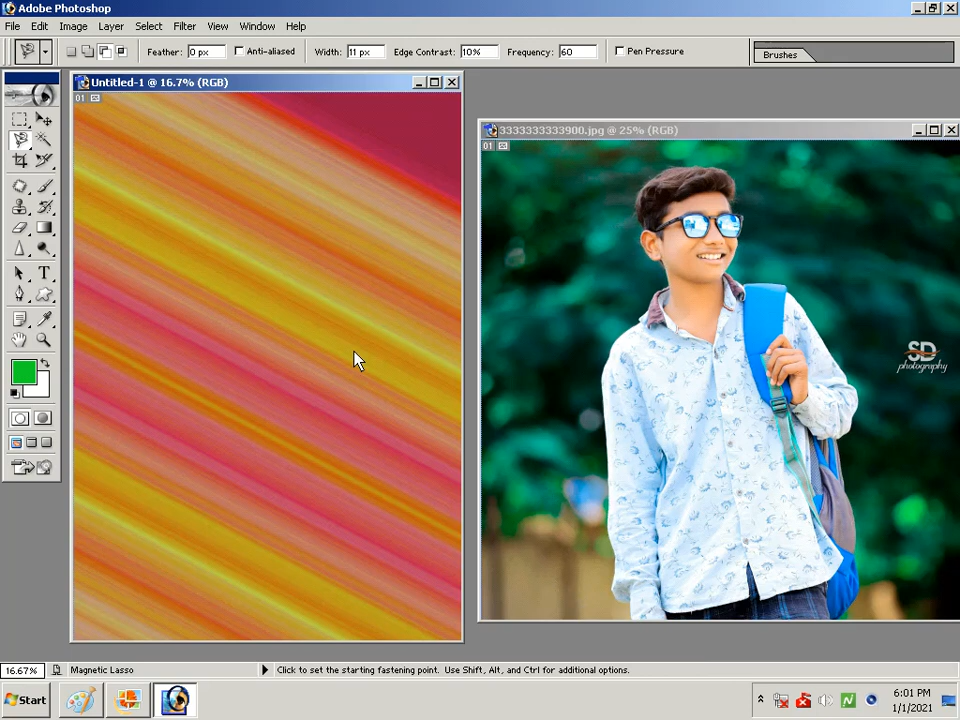 Adobe Photoshop
File Edit Image Layer Select Filter View Window Help
Feather: 0 px Anti-aliased Width: 11 px Edge Contrast: 10% Frequency: 60 Pen Pressure Brushes
Untitled-1 @ 16.7% (RGB)
01
3333333333900.jpg @ 25% (RGB)
01
SD
photography
16.67% Magnetic Lasso Click to set the starting fastening point. Use Shift, Alt, and Ctrl for additional options.
Start
6:01 PM
1/1/2021